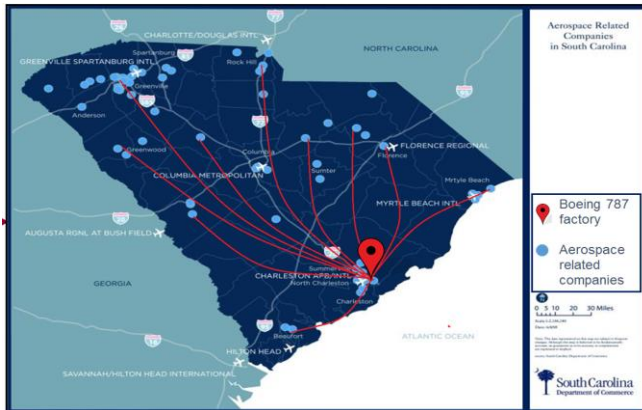 Aerospace Related
Companies
in South Carolina
CHARLOTTE/DOUGLAS INTL
NORTH CAROLINA
Spartanburg
GREENVILLE SPARTANBURG INTL
Rock Hill
Greenville
Anderson
Greenwood
Columbia
FLORENCE REGIONAL
Florence
COLUMBIA METROPOLITAN
Sumter
Mrtyle Beach
MYRTLE BEACH INTL
AUGUSTA RGNL AT BUSH FIELD
GEORGIA
CHARLESTON AFB/INTL
North Charleston
Charleston
Beaufort
ATLANTIC OCEAN
HILTON HEAD
SAVANNAH/HILTON HEAD INTERNATIONAL
Boeing 787
factory
Aerospace
related
companies
0 5 10 20 30 Miles
South Carolina
Department of Commerce